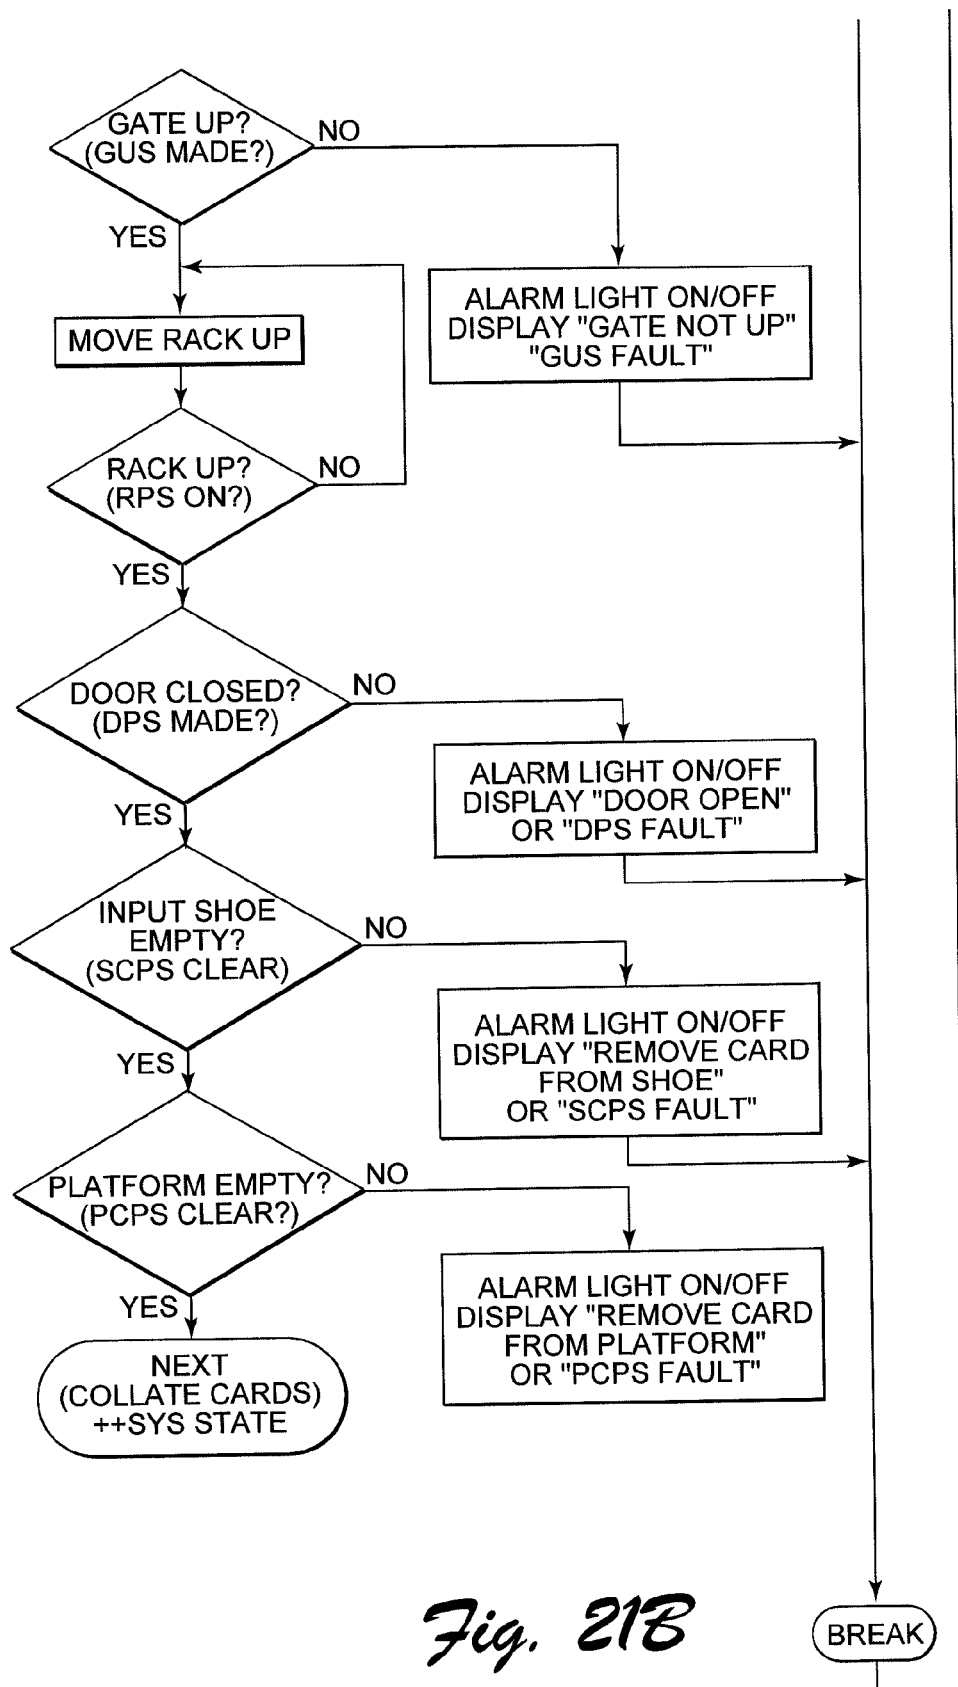 GATE UP?
(GUS MADE?)
NO
YES
ALARM LIGHT ON/OFF
DISPLAY "GATE NOT UP"
"GUS FAULT"
MOVE RACK UP
RACK UP?
(RPS ON?)
NO
YES
DOOR CLOSED?
(DPS MADE?)
NO
YES
ALARM LIGHT ON/OFF
DISPLAY "DOOR OPEN"
OR "DPS FAULT"
INPUT SHOE
EMPTY?
(SCPS CLEAR)
NO
YES
ALARM LIGHT ON/OFF
DISPLAY "REMOVE CARD
FROM SHOE"
OR "SCPS FAULT"
PLATFORM EMPTY?
(PCPS CLEAR?)
NO
YES
ALARM LIGHT ON/OFF
DISPLAY "REMOVE CARD
FROM PLATFORM"
OR "PCPS FAULT"
NEXT
(COLLATE CARDS)
++SYS STATE
BREAK
Fig. 21B